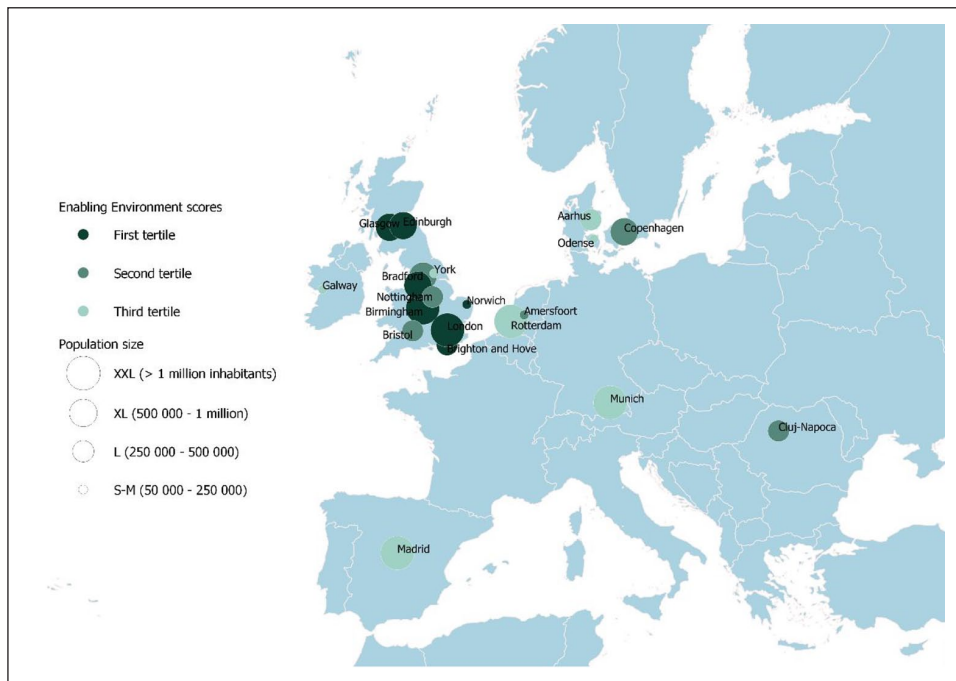 Enabling Environment scores
First tertile
Second tertile
Third tertile
Population size
XXL (> 1 million inhabitants)
XL (500 000 - 1 million)
L (250 000 - 500 000)
S-M (50 000 - 250 000)
Glasgow
Edinburgh
Aarhus
Copenhagen
Odense
York
Bradford
Galway
Nottingham
Norwich
Birmingham
Amersfoort
London
Rotterdam
Bristol
Brighton and Hove
Munich
Cluj-Napoca
Madrid